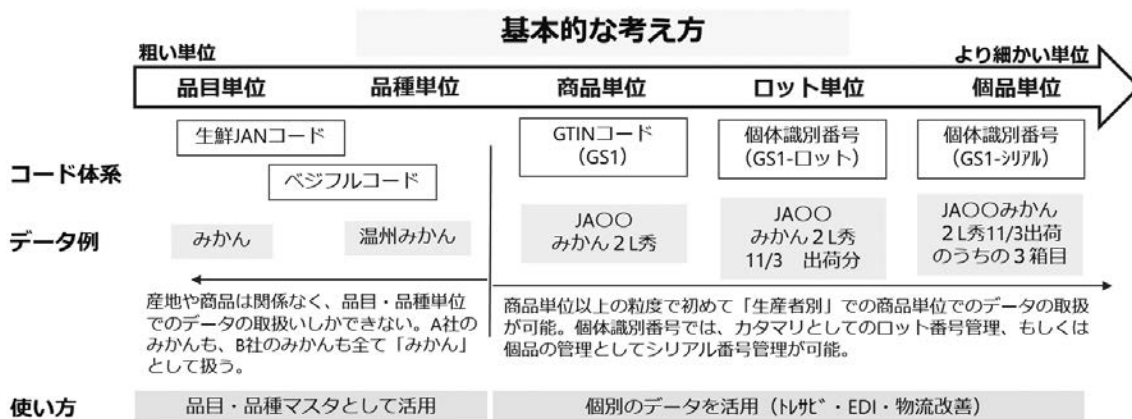 基本的な考え方
粗い単位
より細かい単位
品目単位 品種単位 商品単位 ロット単位 個品単位
コード体系
生鮮JANコード
ベジフルコード
GTINコード
(GS1)
個体識別番号
(GS1-ロット)
個体識別番号
(GS1-ｼﾘｱﾙ)
データ例
みかん
温州みかん
JA〇〇
みかん２L秀
JA〇〇
みかん２L秀
11/3 出荷分
JA〇〇みかん
２L秀11/3出荷
のうちの３箱目
産地や商品は関係なく、品目・品種単位
でのデータの取扱いしかできない。A社の
みかんも、B社のみかんも全て「みかん」
として扱う。
商品単位以上の粒度で初めて「生産者別」での商品単位でのデータの取扱
が可能。個体識別番号では、カタマリとしてのロット番号管理、もしくは
個品の管理としてシリアル番号管理が可能。
使い方
品目・品種マスタとして活用
個別のデータを活用（ﾄﾚｻﾋﾞ・EDI・物流改善）